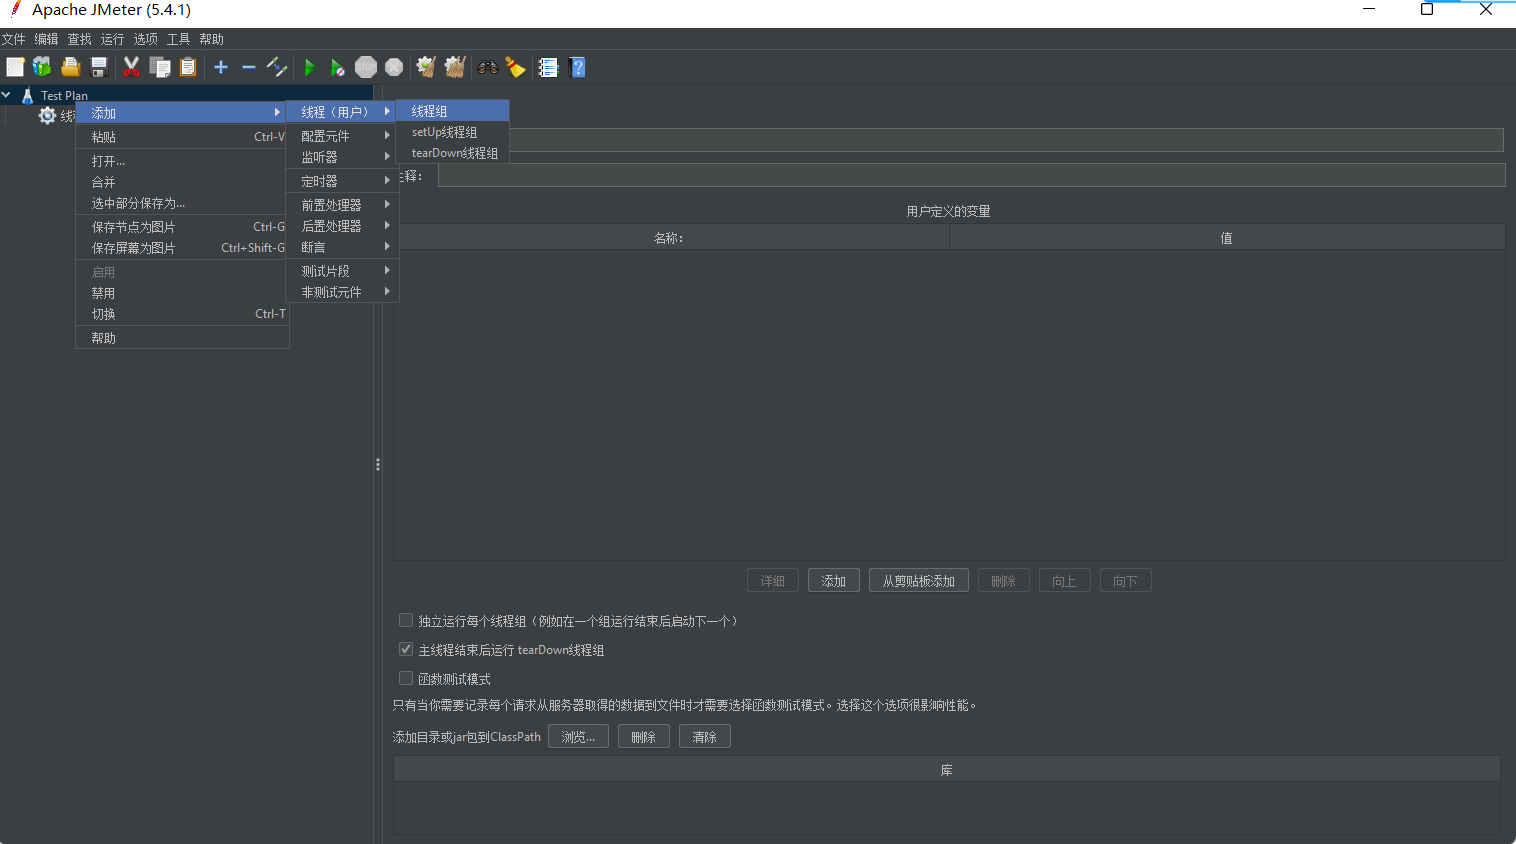 Apache JMeter (5.4.1)
文件 编辑 查找 运行 选项 工具 帮助
Test Plan
添加
粘贴 Ctrl-V
打开...
合并
选中部分保存为...
保存节点为图片 Ctrl-G
保存屏幕为图片 Ctrl+Shift-G
启用
禁用
切换 Ctrl-T
帮助
线程（用户）
配置元件
监听器
定时器
前置处理器
后置处理器
断言
测试片段
非测试元件
线程组
setUp线程组
tearDown线程组
释：
用户定义的变量
名称: 值
详细 添加 从剪贴板添加 删除 向上 向下
独立运行每个线程组（例如在一个组运行结束后启动下一个）
主线程结束后运行 tearDown线程组
函数测试模式
只有当你需要记录每个请求从服务器取得的数据到文件时才需要选择函数测试模式。选择这个选项很影响性能。
添加目录或jar包到ClassPath 浏览... 删除 清除
库